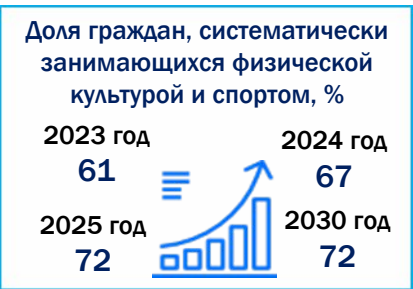 Доля граждан, систематически
занимающихся физической
культурой и спортом, %
2023 год
61
2024 год
67
2025 год
72
2030 год
72